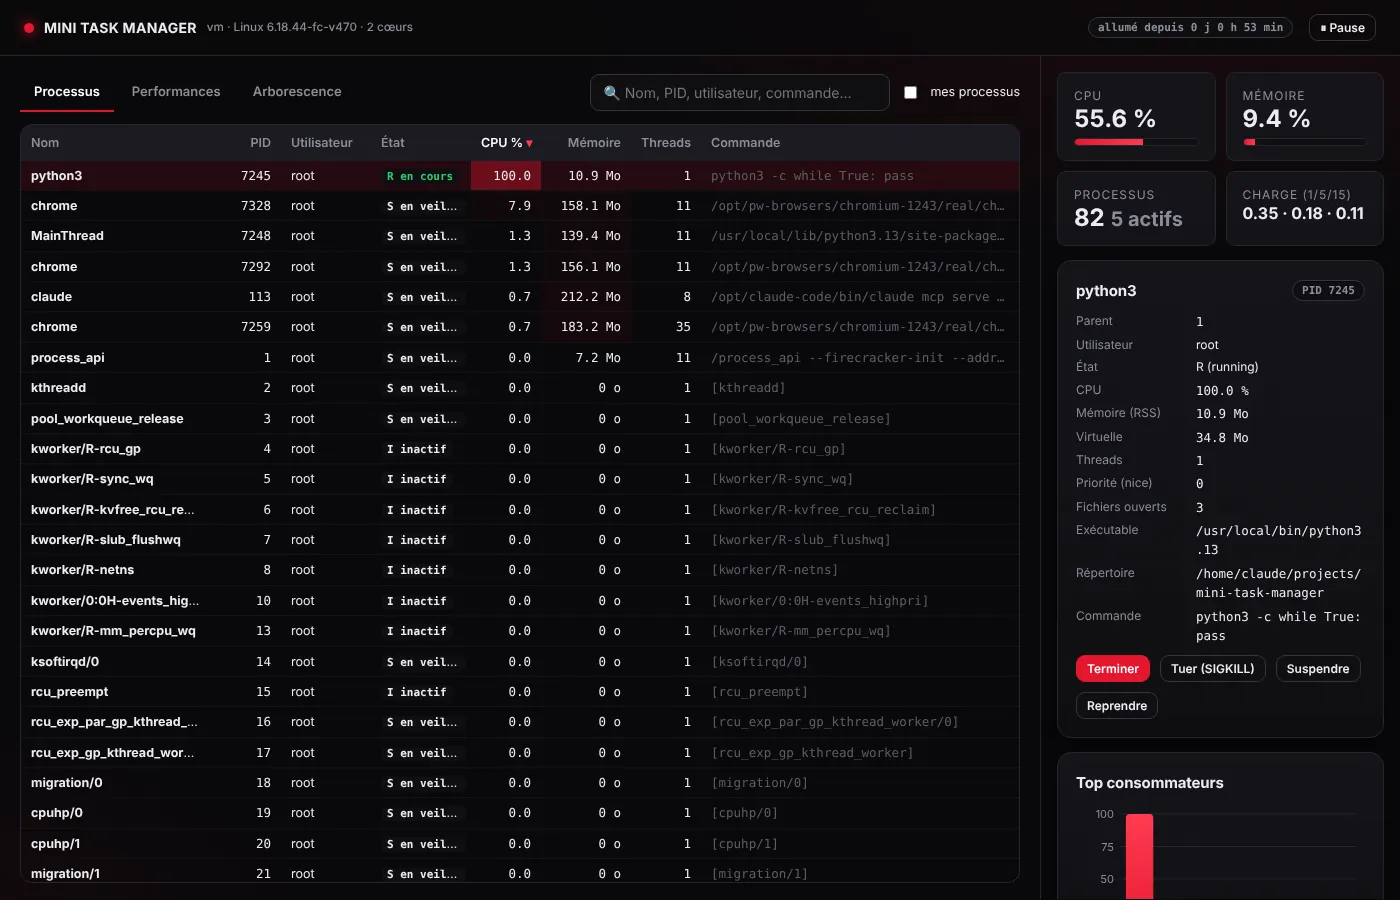 MINI TASK MANAGER vm · Linux 6.18.44-fc-v470 · 2 cœurs allumé depuis 0 j 0 h 53 min Pause
Processus Performances Arborescence Nom, PID, utilisateur, commande... mes processus
Nom PID Utilisateur État CPU % ▼ Mémoire Threads Commande
python3 7245 root R en cours 100.0 10.9 Mo 1 python3 -c while True: pass
chrome 7328 root S en veil… 7.9 158.1 Mo 11 /opt/pw-browsers/chromium-1243/real/ch…
MainThread 7248 root S en veil… 1.3 139.4 Mo 11 /usr/local/lib/python3.13/site-package…
chrome 7292 root S en veil… 1.3 156.1 Mo 11 /opt/pw-browsers/chromium-1243/real/ch…
claude 113 root S en veil… 0.7 212.2 Mo 8 /opt/claude-code/bin/claude mcp serve …
chrome 7259 root S en veil… 0.7 183.2 Mo 35 /opt/pw-browsers/chromium-1243/real/ch…
process_api 1 root S en veil… 0.0 7.2 Mo 11 /process_api --firecracker-init --addr…
kthreadd 2 root S en veil… 0.0 0 o 1 [kthreadd]
pool_workqueue_release 3 root S en veil… 0.0 0 o 1 [pool_workqueue_release]
kworker/R-rcu_gp 4 root I inactif 0.0 0 o 1 [kworker/R-rcu_gp]
kworker/R-sync_wq 5 root I inactif 0.0 0 o 1 [kworker/R-sync_wq]
kworker/R-kvfree_rcu_re… 6 root I inactif 0.0 0 o 1 [kworker/R-kvfree_rcu_reclaim]
kworker/R-slub_flushwq 7 root I inactif 0.0 0 o 1 [kworker/R-slub_flushwq]
kworker/R-netns 8 root I inactif 0.0 0 o 1 [kworker/R-netns]
kworker/0:0H-events_hig… 10 root I inactif 0.0 0 o 1 [kworker/0:0H-events_highpri]
kworker/R-mm_percpu_wq 13 root I inactif 0.0 0 o 1 [kworker/R-mm_percpu_wq]
ksoftirqd/0 14 root S en veil… 0.0 0 o 1 [ksoftirqd/0]
rcu_preempt 15 root I inactif 0.0 0 o 1 [rcu_preempt]
rcu_exp_par_gp_kthread_… 16 root S en veil… 0.0 0 o 1 [rcu_exp_par_gp_kthread_worker/0]
rcu_exp_gp_kthread_wor… 17 root S en veil… 0.0 0 o 1 [rcu_exp_gp_kthread_worker]
migration/0 18 root S en veil… 0.0 0 o 1 [migration/0]
cpuhp/0 19 root S en veil… 0.0 0 o 1 [cpuhp/0]
cpuhp/1 20 root S en veil… 0.0 0 o 1 [cpuhp/1]
migration/1 21 root S en veil… 0.0 0 o 1 [migration/1]
CPU
55.6 %
MÉMOIRE
9.4 %
PROCESSUS
82 5 actifs
CHARGE (1/5/15)
0.35 · 0.18 · 0.11
python3 PID 7245
Parent 1
Utilisateur root
État R (running)
CPU 100.0 %
Mémoire (RSS) 10.9 Mo
Virtuelle 34.8 Mo
Threads 1
Priorité (nice) 0
Fichiers ouverts 3
Exécutable /usr/local/bin/python3
.13
Répertoire /home/claude/projects/
mini-task-manager
Commande python3 -c while True:
pass
Terminer Tuer (SIGKILL) Suspendre
Reprendre
Top consommateurs
100
75
50